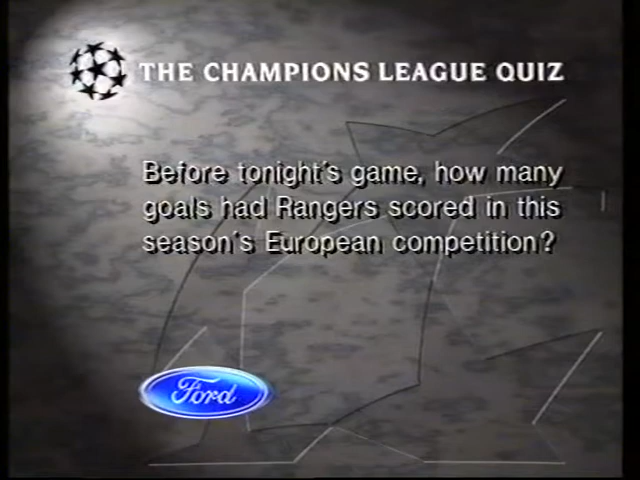 THE CHAMPIONS LEAGUE QUIZ
Before tonight's game, how many
goals had Rangers scored in this
season's European competition?
Ford